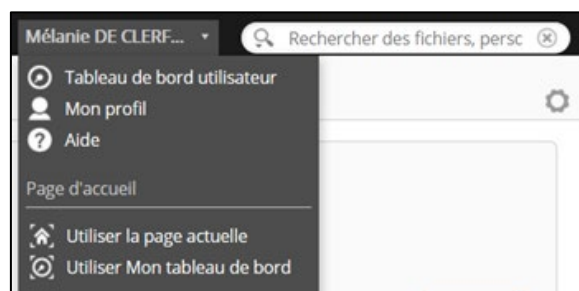 Mélanie DE CLERF...
Rechercher des fichiers, persc
Tableau de bord utilisateur
Mon profil
Aide
Page d'accueil
Utiliser la page actuelle
Utiliser Mon tableau de bord